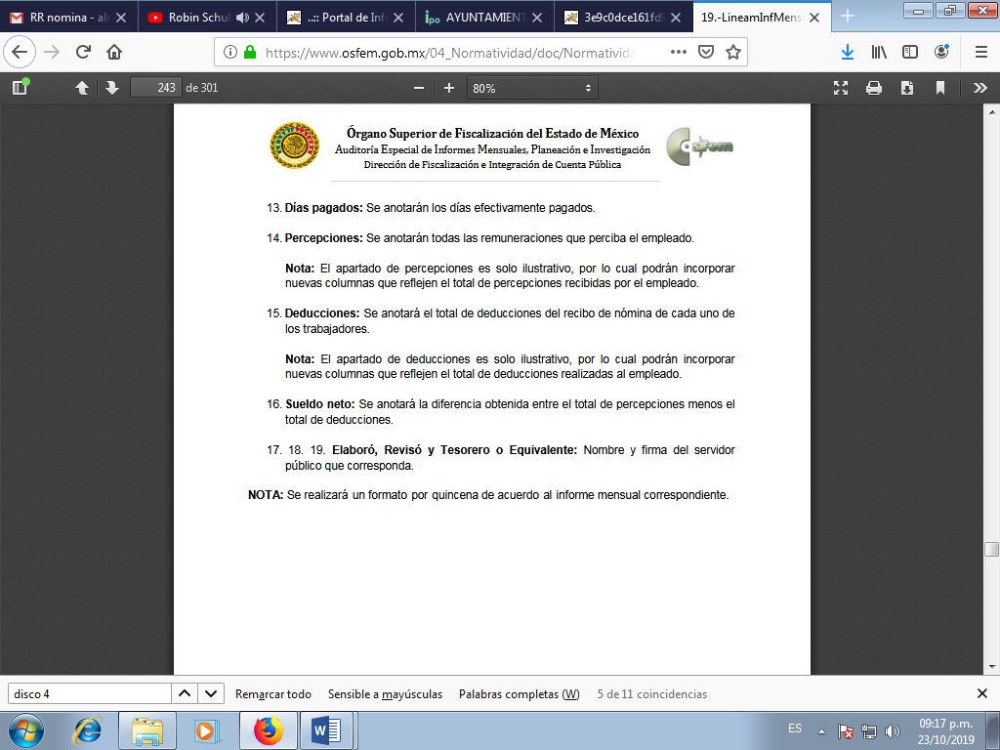 RR nomina - ale
Robin Schul
..:: Portal de Inf
ipo AYUNTAMIENT
3e9c0dce161fd9
19.-LineamInfMens
https://www.osfem.gob.mx/04_Normatividad/doc/Normativida
243 de 301
80%
Órgano Superior de Fiscalización del Estado de México
Auditoría Especial de Informes Mensuales, Planeación e Investigación
Dirección de Fiscalización e Integración de Cuenta Pública
osfem
13. Días pagados: Se anotarán los días efectivamente pagados.
14. Percepciones: Se anotarán todas las remuneraciones que perciba el empleado.
Nota: El apartado de percepciones es solo ilustrativo, por lo cual podrán incorporar
nuevas columnas que reflejen el total de percepciones recibidas por el empleado.
15. Deducciones: Se anotará el total de deducciones del recibo de nómina de cada uno de
los trabajadores.
Nota: El apartado de deducciones es solo ilustrativo, por lo cual podrán incorporar
nuevas columnas que reflejen el total de deducciones realizadas al empleado.
16. Sueldo neto: Se anotará la diferencia obtenida entre el total de percepciones menos el
total de deducciones.
17. 18. 19. Elaboró, Revisó y Tesorero o Equivalente: Nombre y firma del servidor
público que corresponda.
NOTA: Se realizará un formato por quincena de acuerdo al informe mensual correspondiente.
disco 4
Remarcar todo
Sensible a mayúsculas
Palabras completas (W)
5 de 11 coincidencias
ES
09:17 p.m.
23/10/2019